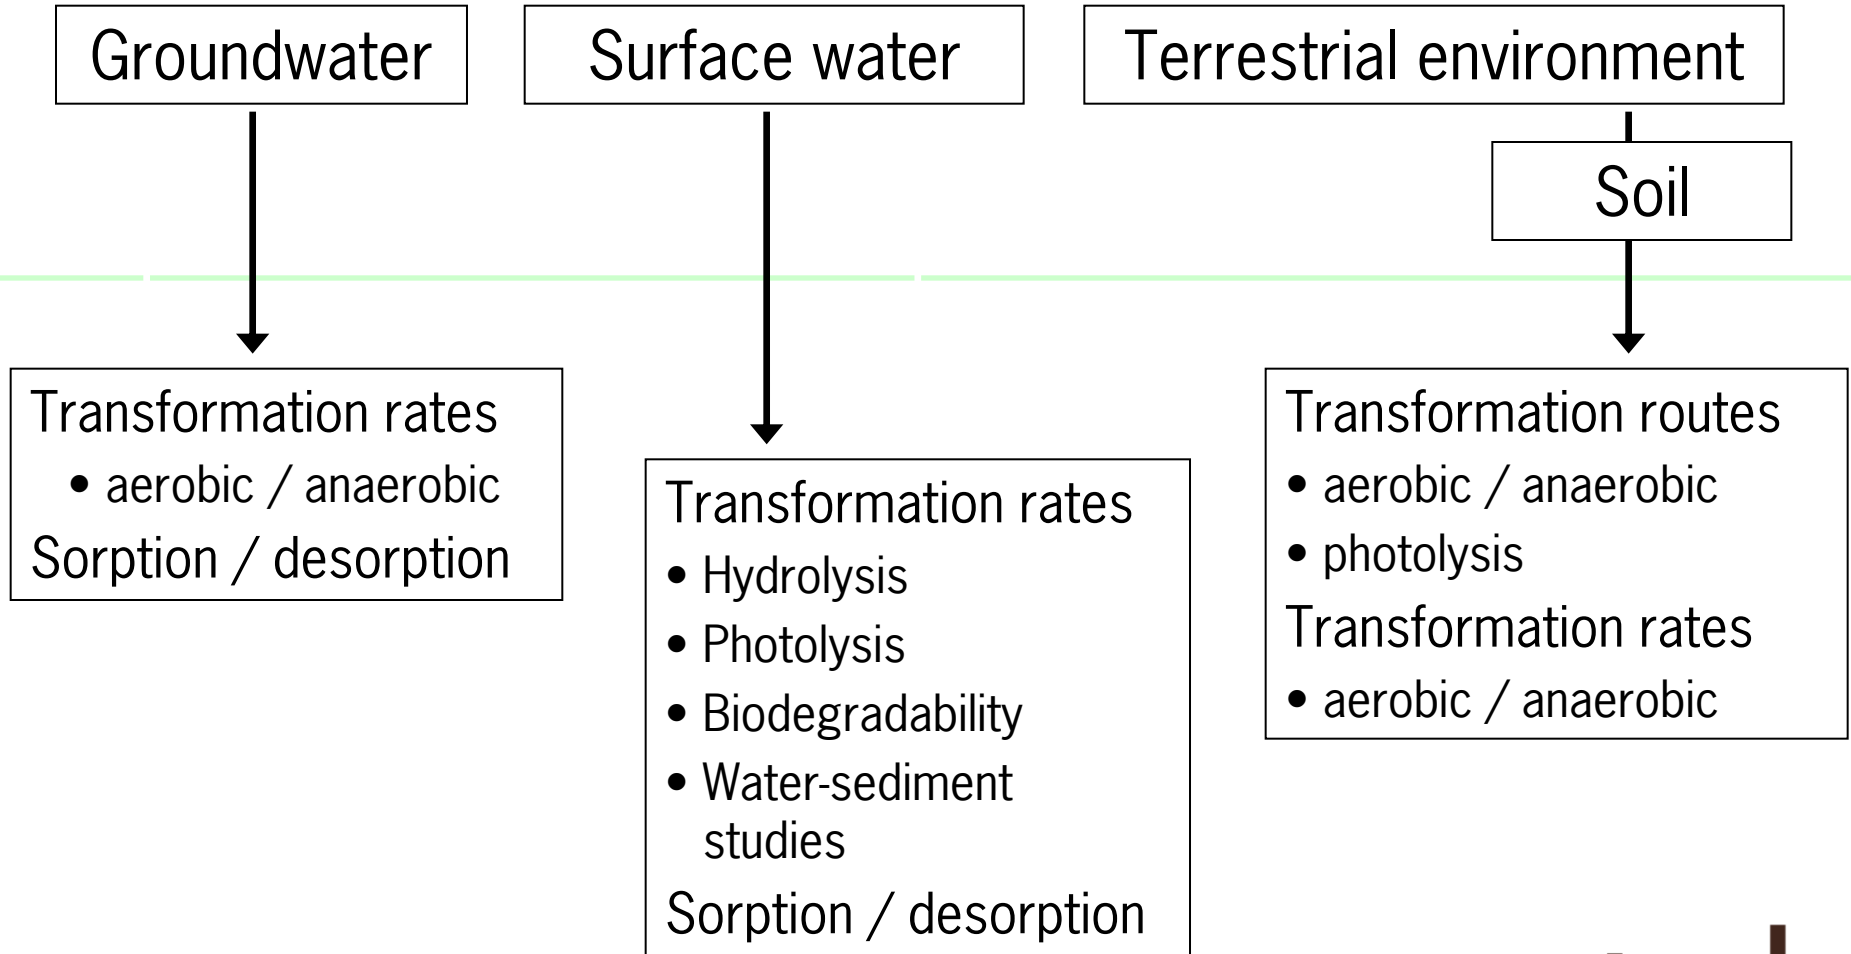 Groundwater
Surface water
Terrestrial environment
Soil
Transformation rates
• aerobic / anaerobic
Sorption / desorption
Transformation rates
• Hydrolysis
• Photolysis
• Biodegradability
• Water-sediment
studies
Sorption / desorption
Transformation routes
• aerobic / anaerobic
• photolysis
Transformation rates
• aerobic / anaerobic